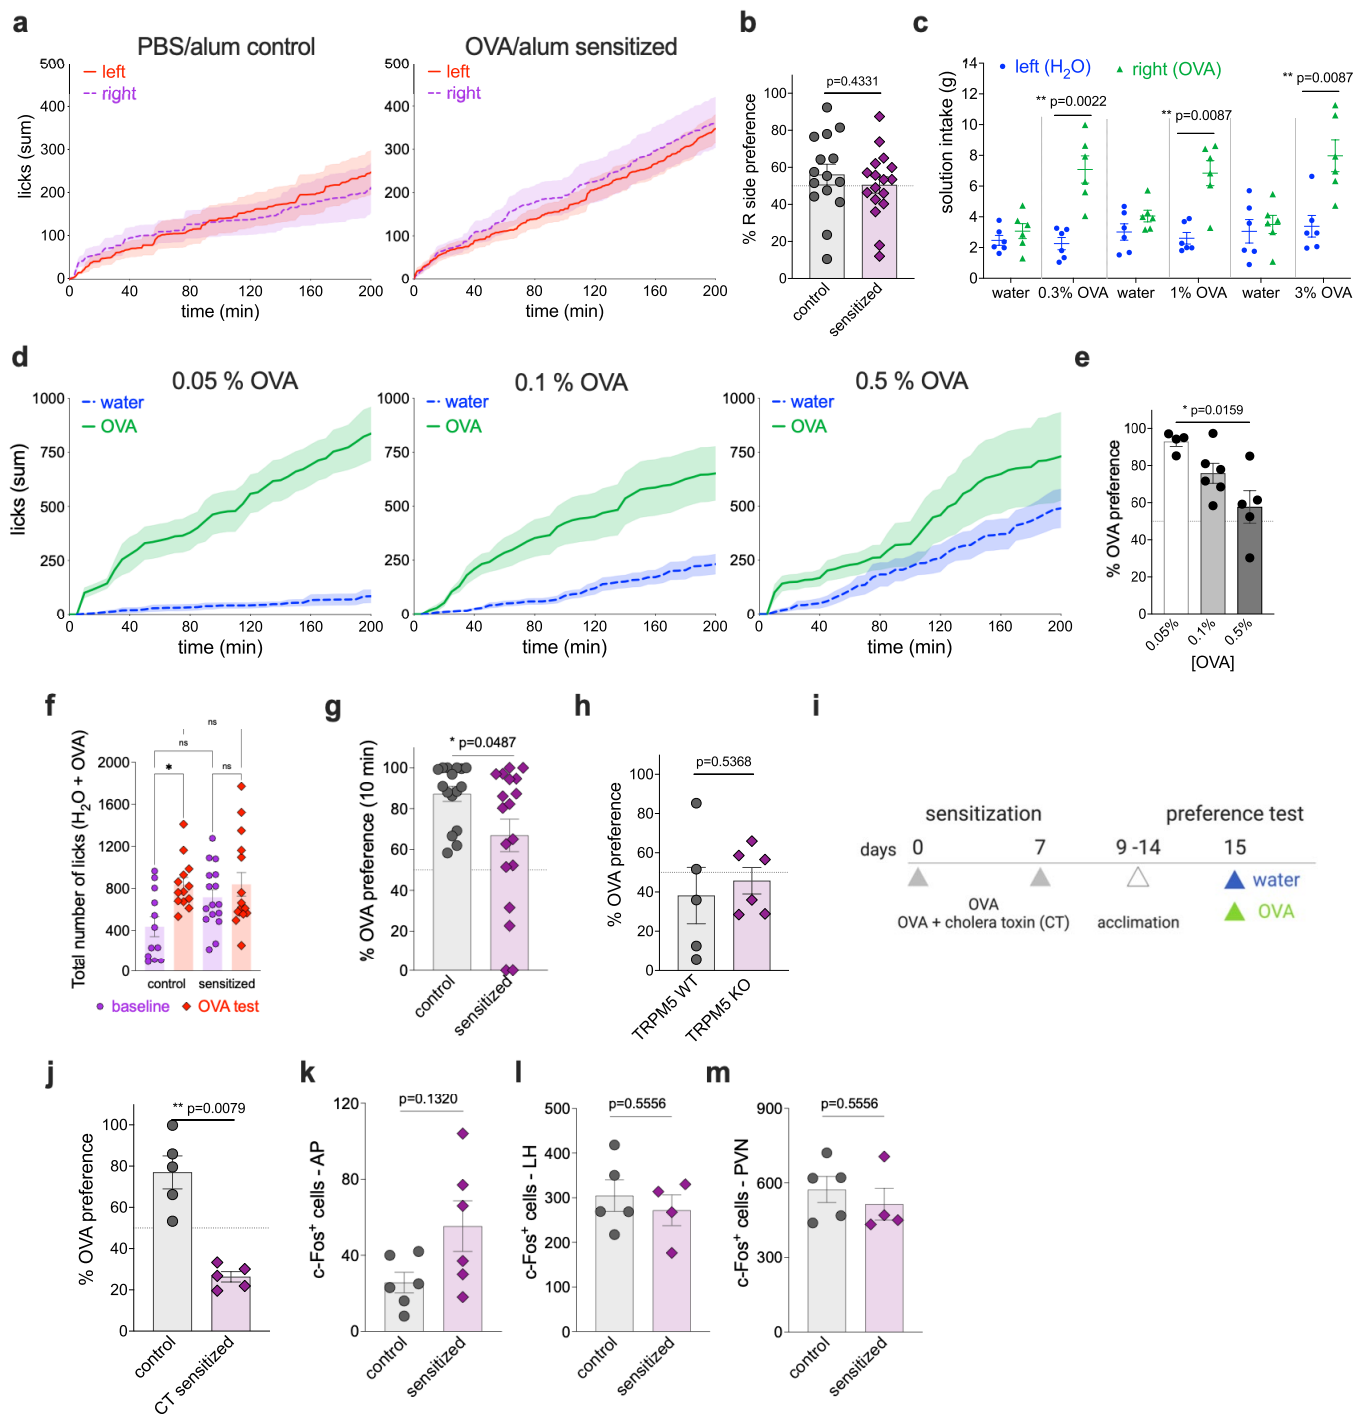 a
PBS/alum control
OVA/alum sensitized
left
right
left
right
licks (sum)
500
400
300
200
100
0
0 40 80 120 160 200
time (min)
500
400
300
200
100
0
0 40 80 120 160 200
time (min)
b
p=0.4331
% R side preference
100
80
60
40
20
0
control
sensitized
c
left (H2O)
right (OVA)
solution intake (g)
14
12
10
8
6
4
2
0
** p=0.0022
** p=0.0087
** p=0.0087
water 0.3% OVA water 1% OVA water 3% OVA
d
0.05 % OVA
0.1 % OVA
0.5 % OVA
licks (sum)
water
OVA
1000
750
500
250
0
0 40 80 120 160 200
time (min)
water
OVA
1000
750
500
250
0
0 40 80 120 160 200
time (min)
water
OVA
1000
750
500
250
0
0 40 80 120 160 200
time (min)
e
* p=0.0159
% OVA preference
100
80
60
40
20
0
0.05%
0.1%
0.5%
[OVA]
f
Total number of licks (H2O + OVA)
ns
ns
*
ns
2000
1600
1200
800
400
0
control sensitized
baseline OVA test
g
* p=0.0487
% OVA preference (10 min)
100
80
60
40
20
0
control
sensitized
h
p=0.5368
% OVA preference
100
80
60
40
20
0
TRPM5 WT
TRPM5 KO
i
sensitization
preference test
days 0 7 9 -14 15
water
OVA
OVA + cholera toxin (CT)
acclimation
OVA
j
** p=0.0079
% OVA preference
100
80
60
40
20
0
control
CT sensitized
k
p=0.1320
c-Fos+ cells - AP
120
80
40
0
control
sensitized
l
p=0.5556
c-Fos+ cells - LH
500
400
300
200
100
0
control
sensitized
m
p=0.5556
c-Fos+ cells - PVN
900
600
300
0
control
sensitized